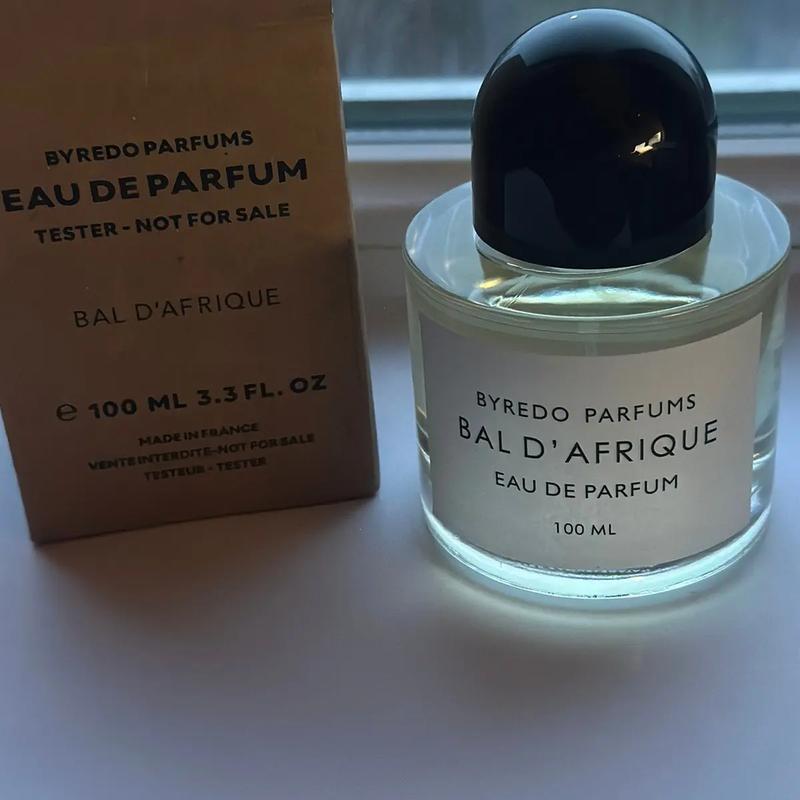 BYREDO PARFUMS
EAU DE PARFUM
TESTER - NOT FOR SALE
BAL D'AFRIQUE
e 100 ML 3.3 FL. OZ
MADE IN FRANCE
VENTE INTERDITE-NOT FOR SALE
TESTEUR - TESTER
BYREDO PARFUMS
BAL D'AFRIQUE
EAU DE PARFUM
100 ML